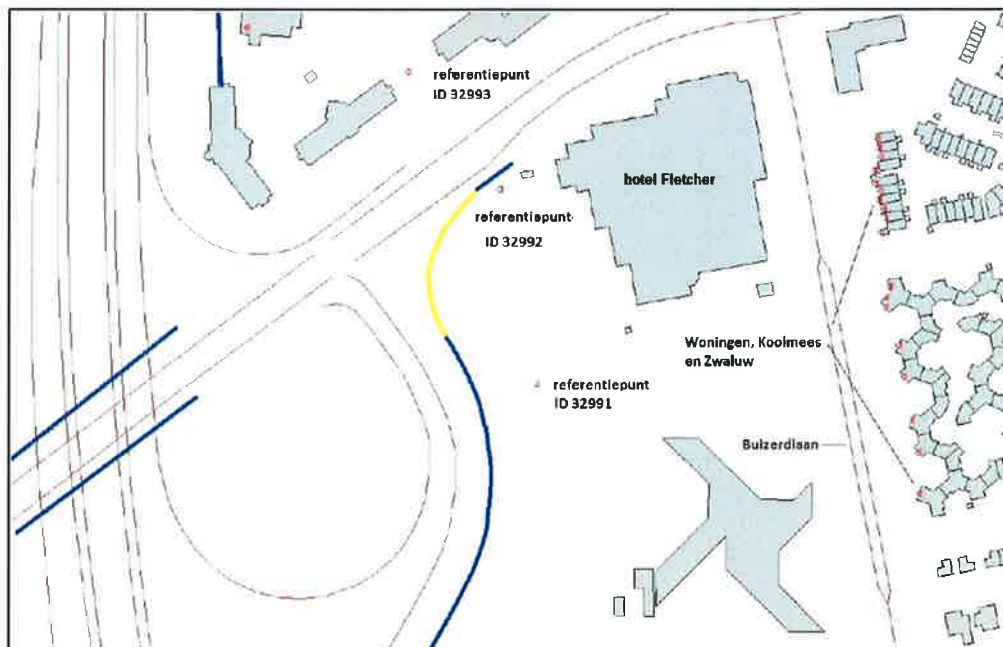 referentiepunt
ID 32993
hotel Fletcher
referentiepunt
ID 32992
Woningen, Koolmees
en Zwaluw
referentiepunt
ID 32991
Buizerdlaan